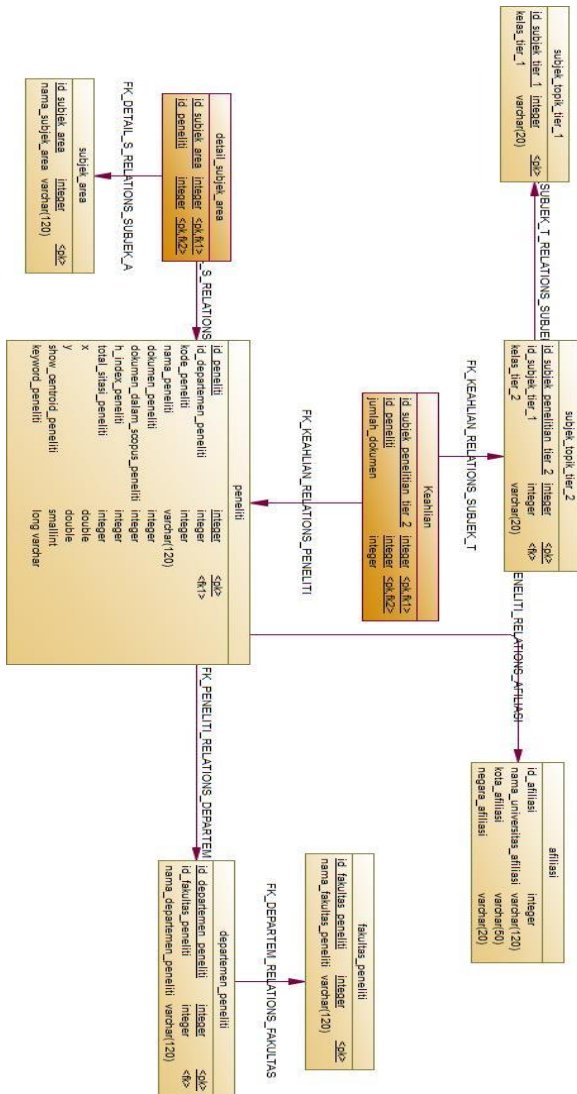 subjek_topik_tier_1
id_subjek_tier_1 integer <pk>
kelas_tier_1 varchar(20)
SUBJEK_T_RELATIONS_SUBJE
subjek_topik_tier_2
id_subjek_penelitian_tier_2 integer <pk>
id_subjek_tier_1 integer <fk>
kelas_tier_2 varchar(20)
ENELITI_RELATIONS_AFILIASI
afiliasi
id_afiliasi integer
nama_universitas_afiliasi varchar(120)
kota_afiliasi varchar(50)
negara_afiliasi varchar(20)
FK_KEAHLIAN_RELATIONS_SUBJEK_T
Keahlian
id_subjek_penelitian_tier_2 integer <pk,fk1>
id_peneliti integer <pk,fk2>
jumlah_dokumen integer
FK_KEAHLIAN_RELATIONS_PENELITI
fakultas_peneliti
id_fakultas_peneliti integer <pk>
nama_fakultas_peneliti varchar(120)
FK_DEPARTEM_RELATIONS_FAKULTAS
detail_subjek_area
id_subjek_area integer <pk,fk1>
id_peneliti integer <pk,fk2>
_S_RELATIONS
peneliti
id_peneliti integer <pk>
id_departemen_peneliti integer <fk1>
kode_peneliti integer
nama_peneliti varchar(120)
dokumen_peneliti integer
dokumen_dalam_scopus_peneliti integer
h_index_peneliti integer
total_sitasi_peneliti integer
x double
y double
show_centroid_peneliti smallint
keyword_peneliti long varchar
FK_PENELITI_RELATIONS_DEPARTEM
departemen_peneliti
id_departemen_peneliti integer <pk>
id_fakultas_peneliti integer <fk>
nama_departemen_peneliti varchar(120)
FK_DETAIL_S_RELATIONS_SUBJEK_A
subjek_area
id_subjek_area integer <pk>
nama_subjek_area varchar(120)